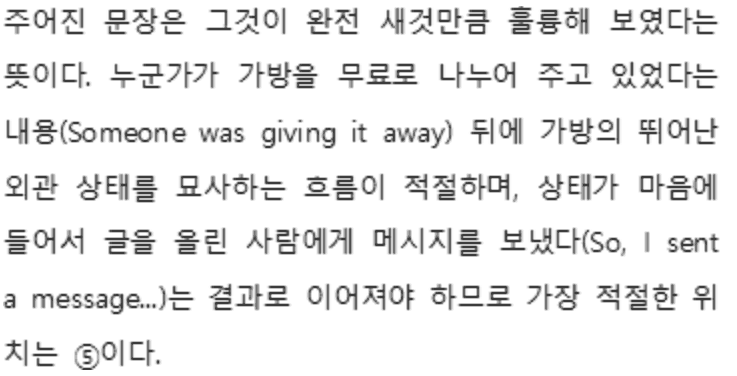 주어진 문장은 그것이 완전 새것만큼 훌륭해 보였다는
뜻이다. 누군가가 가방을 무료로 나누어 주고 있었다는
내용(Someone was giving it away) 뒤에 가방의 뛰어난
외관 상태를 묘사하는 흐름이 적절하며, 상태가 마음에
들어서 글을 올린 사람에게 메시지를 보냈다(So, I sent
a message...)는 결과로 이어져야 하므로 가장 적절한 위
치는 ⑤이다.